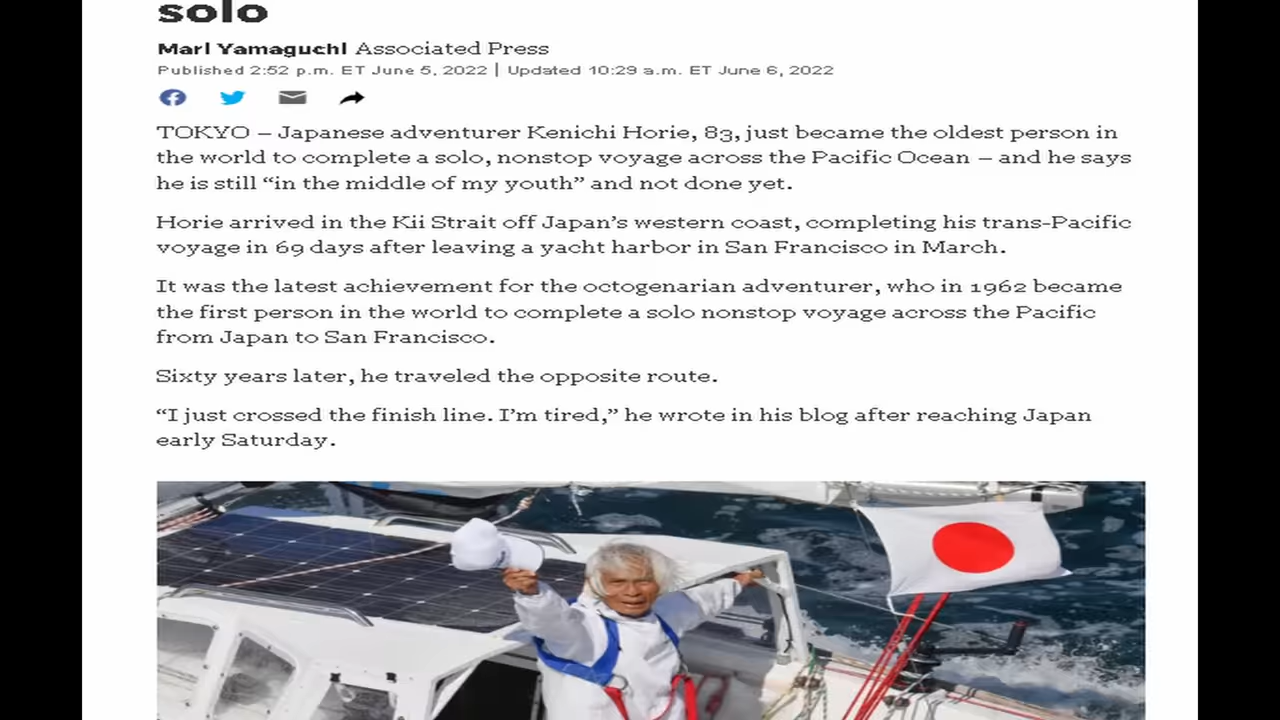 solo
Mari Yamaguchi Associated Press
Published 2:52 p.m. ET June 5, 2022 | Updated 10:29 a.m. ET June 6, 2022
TOKYO – Japanese adventurer Kenichi Horie, 83, just became the oldest person in
the world to complete a solo, nonstop voyage across the Pacific Ocean – and he says
he is still “in the middle of my youth” and not done yet.
Horie arrived in the Kii Strait off Japan’s western coast, completing his trans-Pacific
voyage in 69 days after leaving a yacht harbor in San Francisco in March.
It was the latest achievement for the octogenarian adventurer, who in 1962 became
the first person in the world to complete a solo nonstop voyage across the Pacific
from Japan to San Francisco.
Sixty years later, he traveled the opposite route.
“I just crossed the finish line. I’m tired,” he wrote in his blog after reaching Japan
early Saturday.